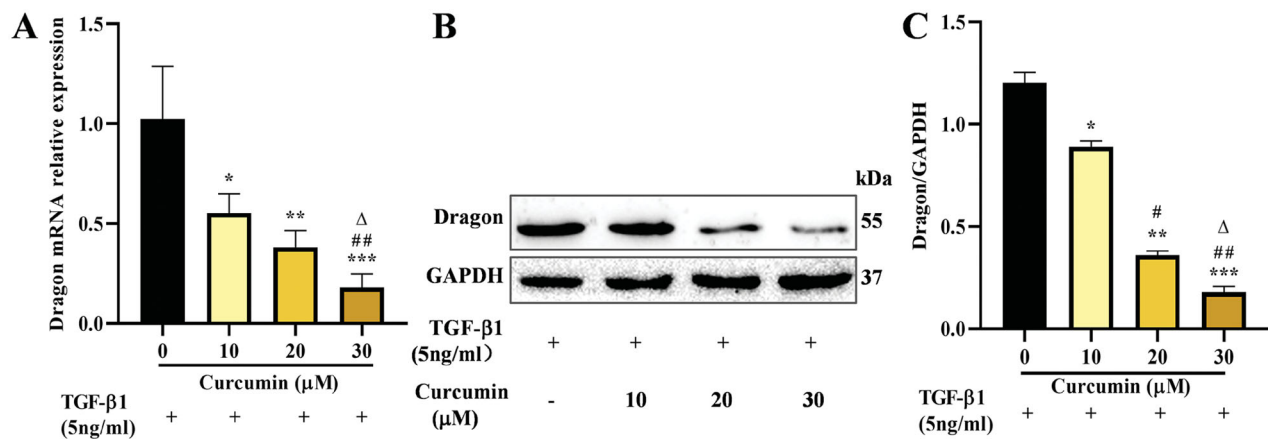 A
Dragon mRNA relative expression
1.5
1.0
0.5
0.0
*
**
Δ
##
***
0 10 20 30
Curcumin (μM)
TGF-β1
(5ng/ml)
+ + + +
B
kDa
Dragon
55
GAPDH
37
TGF-β1
(5ng/ml)
+ + + +
Curcumin
(μM)
- 10 20 30
C
Dragon/GAPDH
1.5
1.0
0.5
0.0
*
#
**
Δ
##
***
0 10 20 30
Curcumin (μM)
TGF-β1
(5ng/ml)
+ + + +